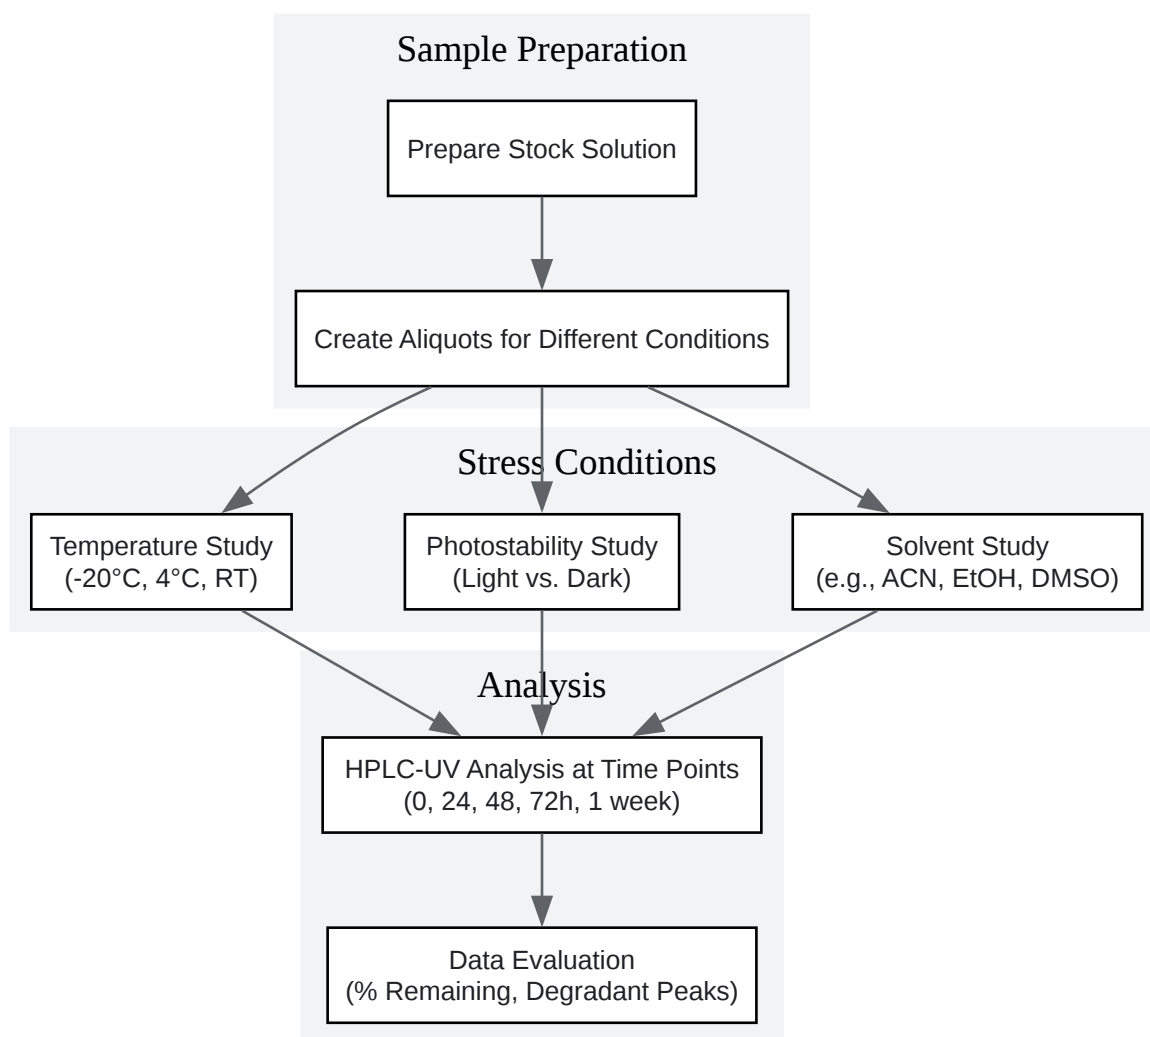 Sample Preparation
Prepare Stock Solution
Create Aliquots for Different Conditions
Stress Conditions
Temperature Study
(-20°C, 4°C, RT)
Photostability Study
(Light vs. Dark)
Solvent Study
(e.g., ACN, EtOH, DMSO)
Analysis
HPLC-UV Analysis at Time Points
(0, 24, 48, 72h, 1 week)
Data Evaluation
(% Remaining, Degradant Peaks)